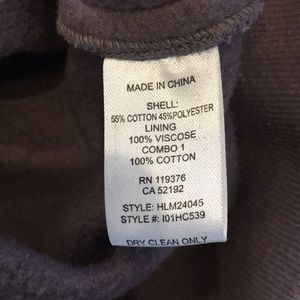 MADE IN CHINA
SHELL:
55% COTTON 45%POLYESTER
LINING
100% VISCOSE
COMBO 1
100% COTTON
RN 119376
CA 52192
STYLE: HLM24045
STYLE #: I01HC539
DRY CLEAN ONLY